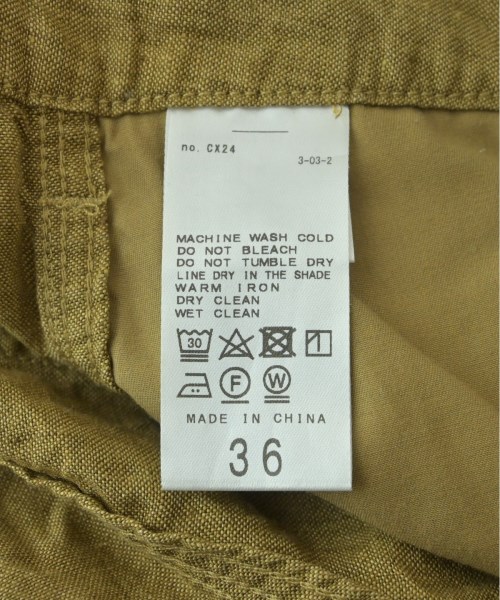 no. CX24
3-03-2
MACHINE WASH COLD
DO NOT BLEACH
DO NOT TUMBLE DRY
LINE DRY IN THE SHADE
WARM IRON
DRY CLEAN
WET CLEAN
30
F W
MADE IN CHINA
36